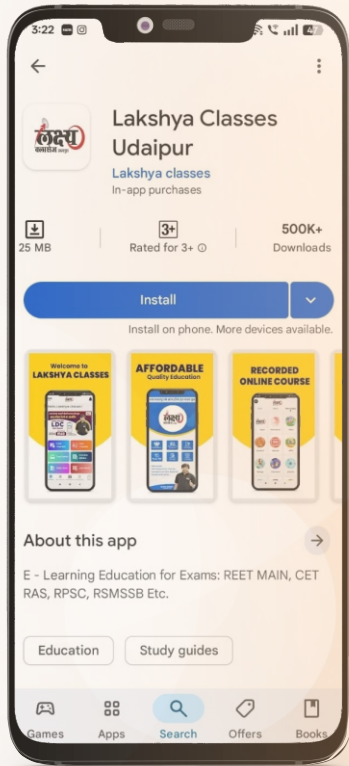 3:22
47
Lakshya Classes
Udaipur
लक्ष्य
Lakshya classes
In-app purchases
3+
500K+
25 MB
Rated for 3+
Downloads
Install
Install on phone. More devices available.
Welcome to
LAKSHYA CLASSES
AFFORDABLE
Quality Education
RECORDED
ONLINE COURSE
LDC
About this app
E - Learning Education for Exams: REET MAIN, CET
RAS, RPSC, RSMSSB Etc.
Education
Study guides
Games
Apps
Search
Offers
Books